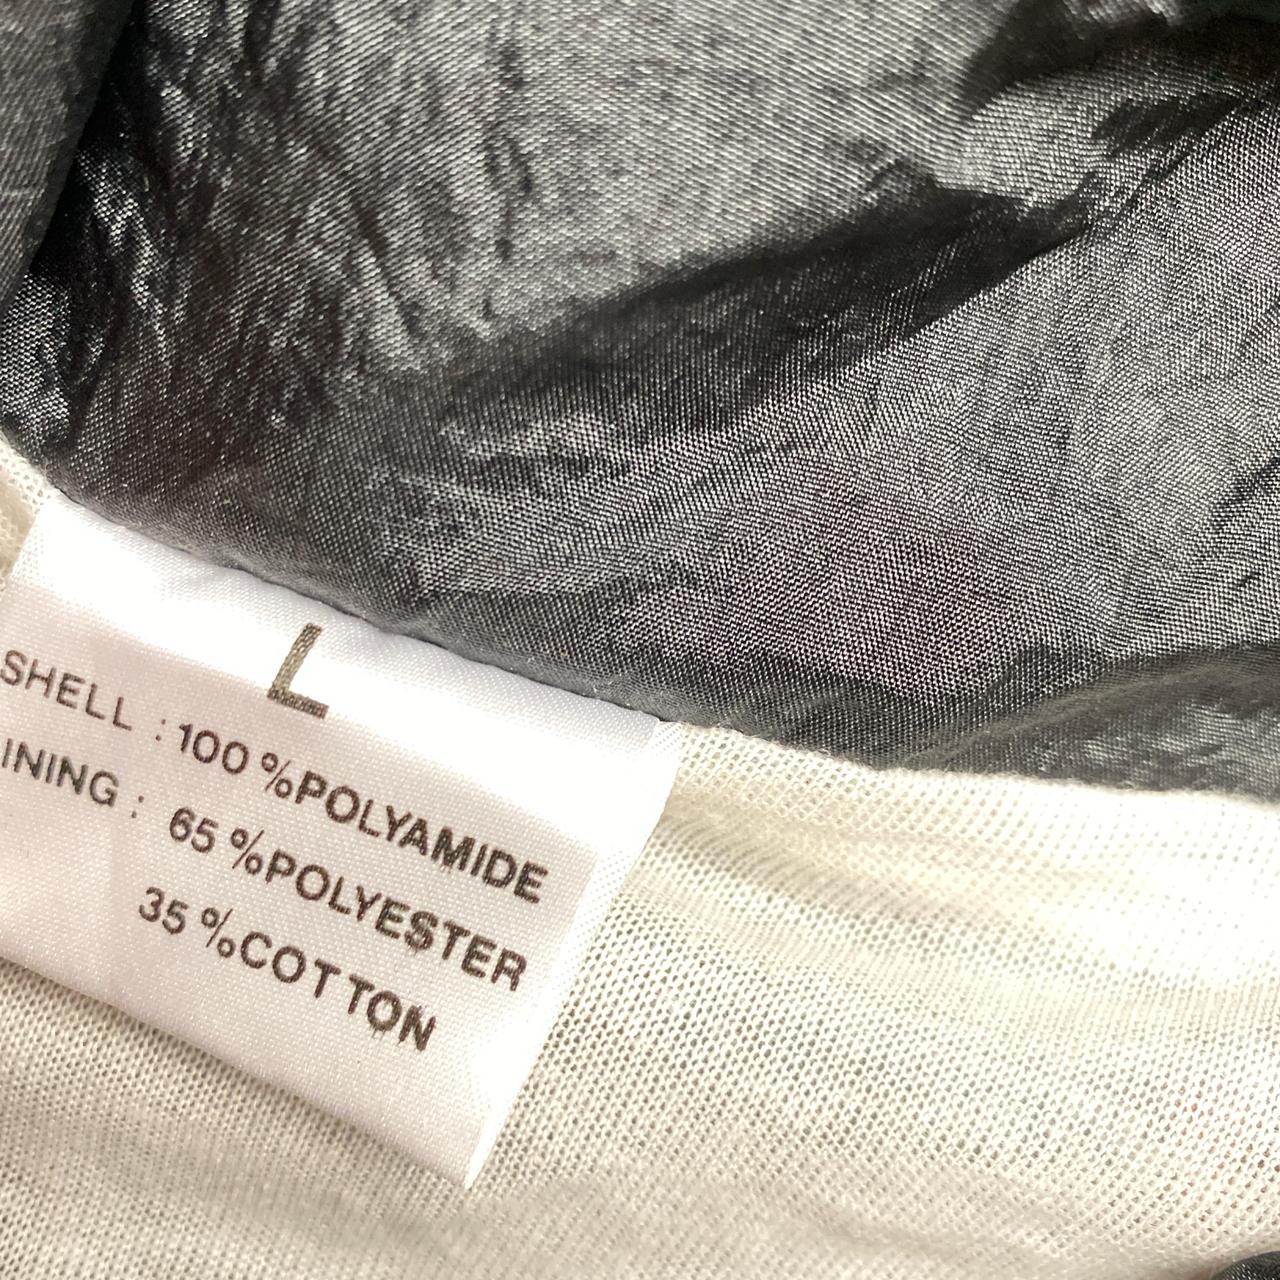 L
SHELL : 100%POLYAMIDE
INING : 65%POLYESTER
35%COTTON